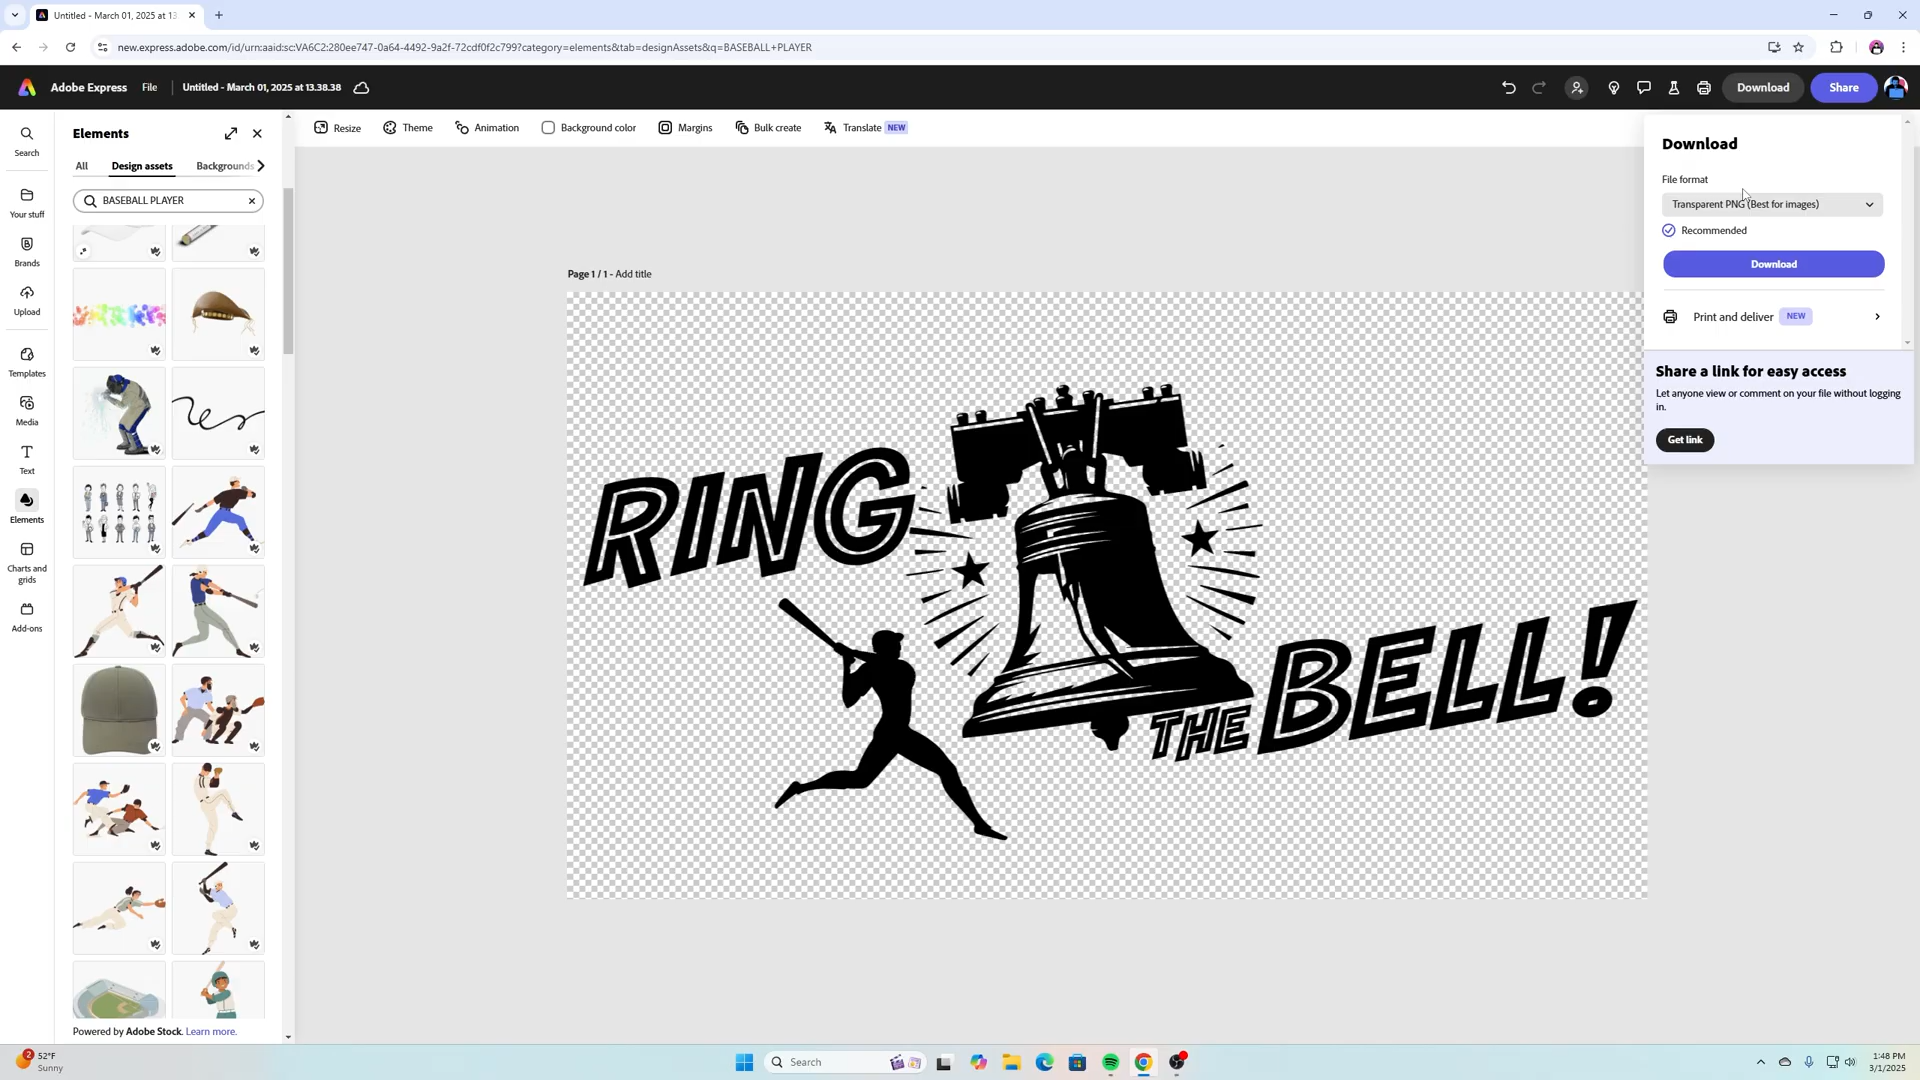 Untitled - March 01, 2025 at 13
new.express.adobe.com/id/urn:aaid:sc:VA6C2:280ee747-0a64-4492-9a2f-72cdf0f2c799?category=elements&tab=designAssets&q=BASEBALL+PLAYER
Adobe Express
File
Untitled - March 01, 2025 at 13.38.38
Download
Share
Search
Your stuff
Brands
Upload
Templates
Media
Text
Elements
Charts and
grids
Add-ons
Elements
All
Design assets
Backgrounds
BASEBALL PLAYER
Powered by Adobe Stock. Learn more.
Resize
Theme
Animation
Background color
Margins
Bulk create
Translate NEW
Page 1 / 1 - Add title
RING
THE BELL!
Download
File format
Transparent PNG (Best for images)
Recommended
Download
Print and deliver NEW
Share a link for easy access
Let anyone view or comment on your file without logging
in.
Get link
2
52°F
Sunny
Search
1:48 PM
3/1/2025